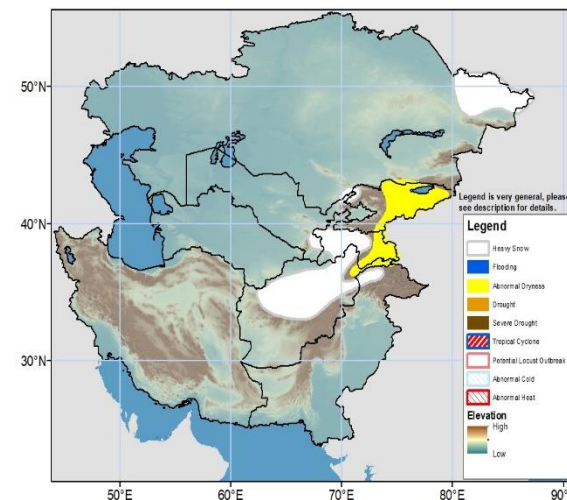 50°N
40°N
30°N
50°E
60°E
70°E
80°E
90°
Legend is very general, please
see description for details.
Legend
Heavy Snow
Flooding
Abnormal Dryness
Drought
Severe Drought
Tropical Cyclone
Potential Locust Outbreak
Abnormal Cold
Abnormal Heat
Elevation
High
Low